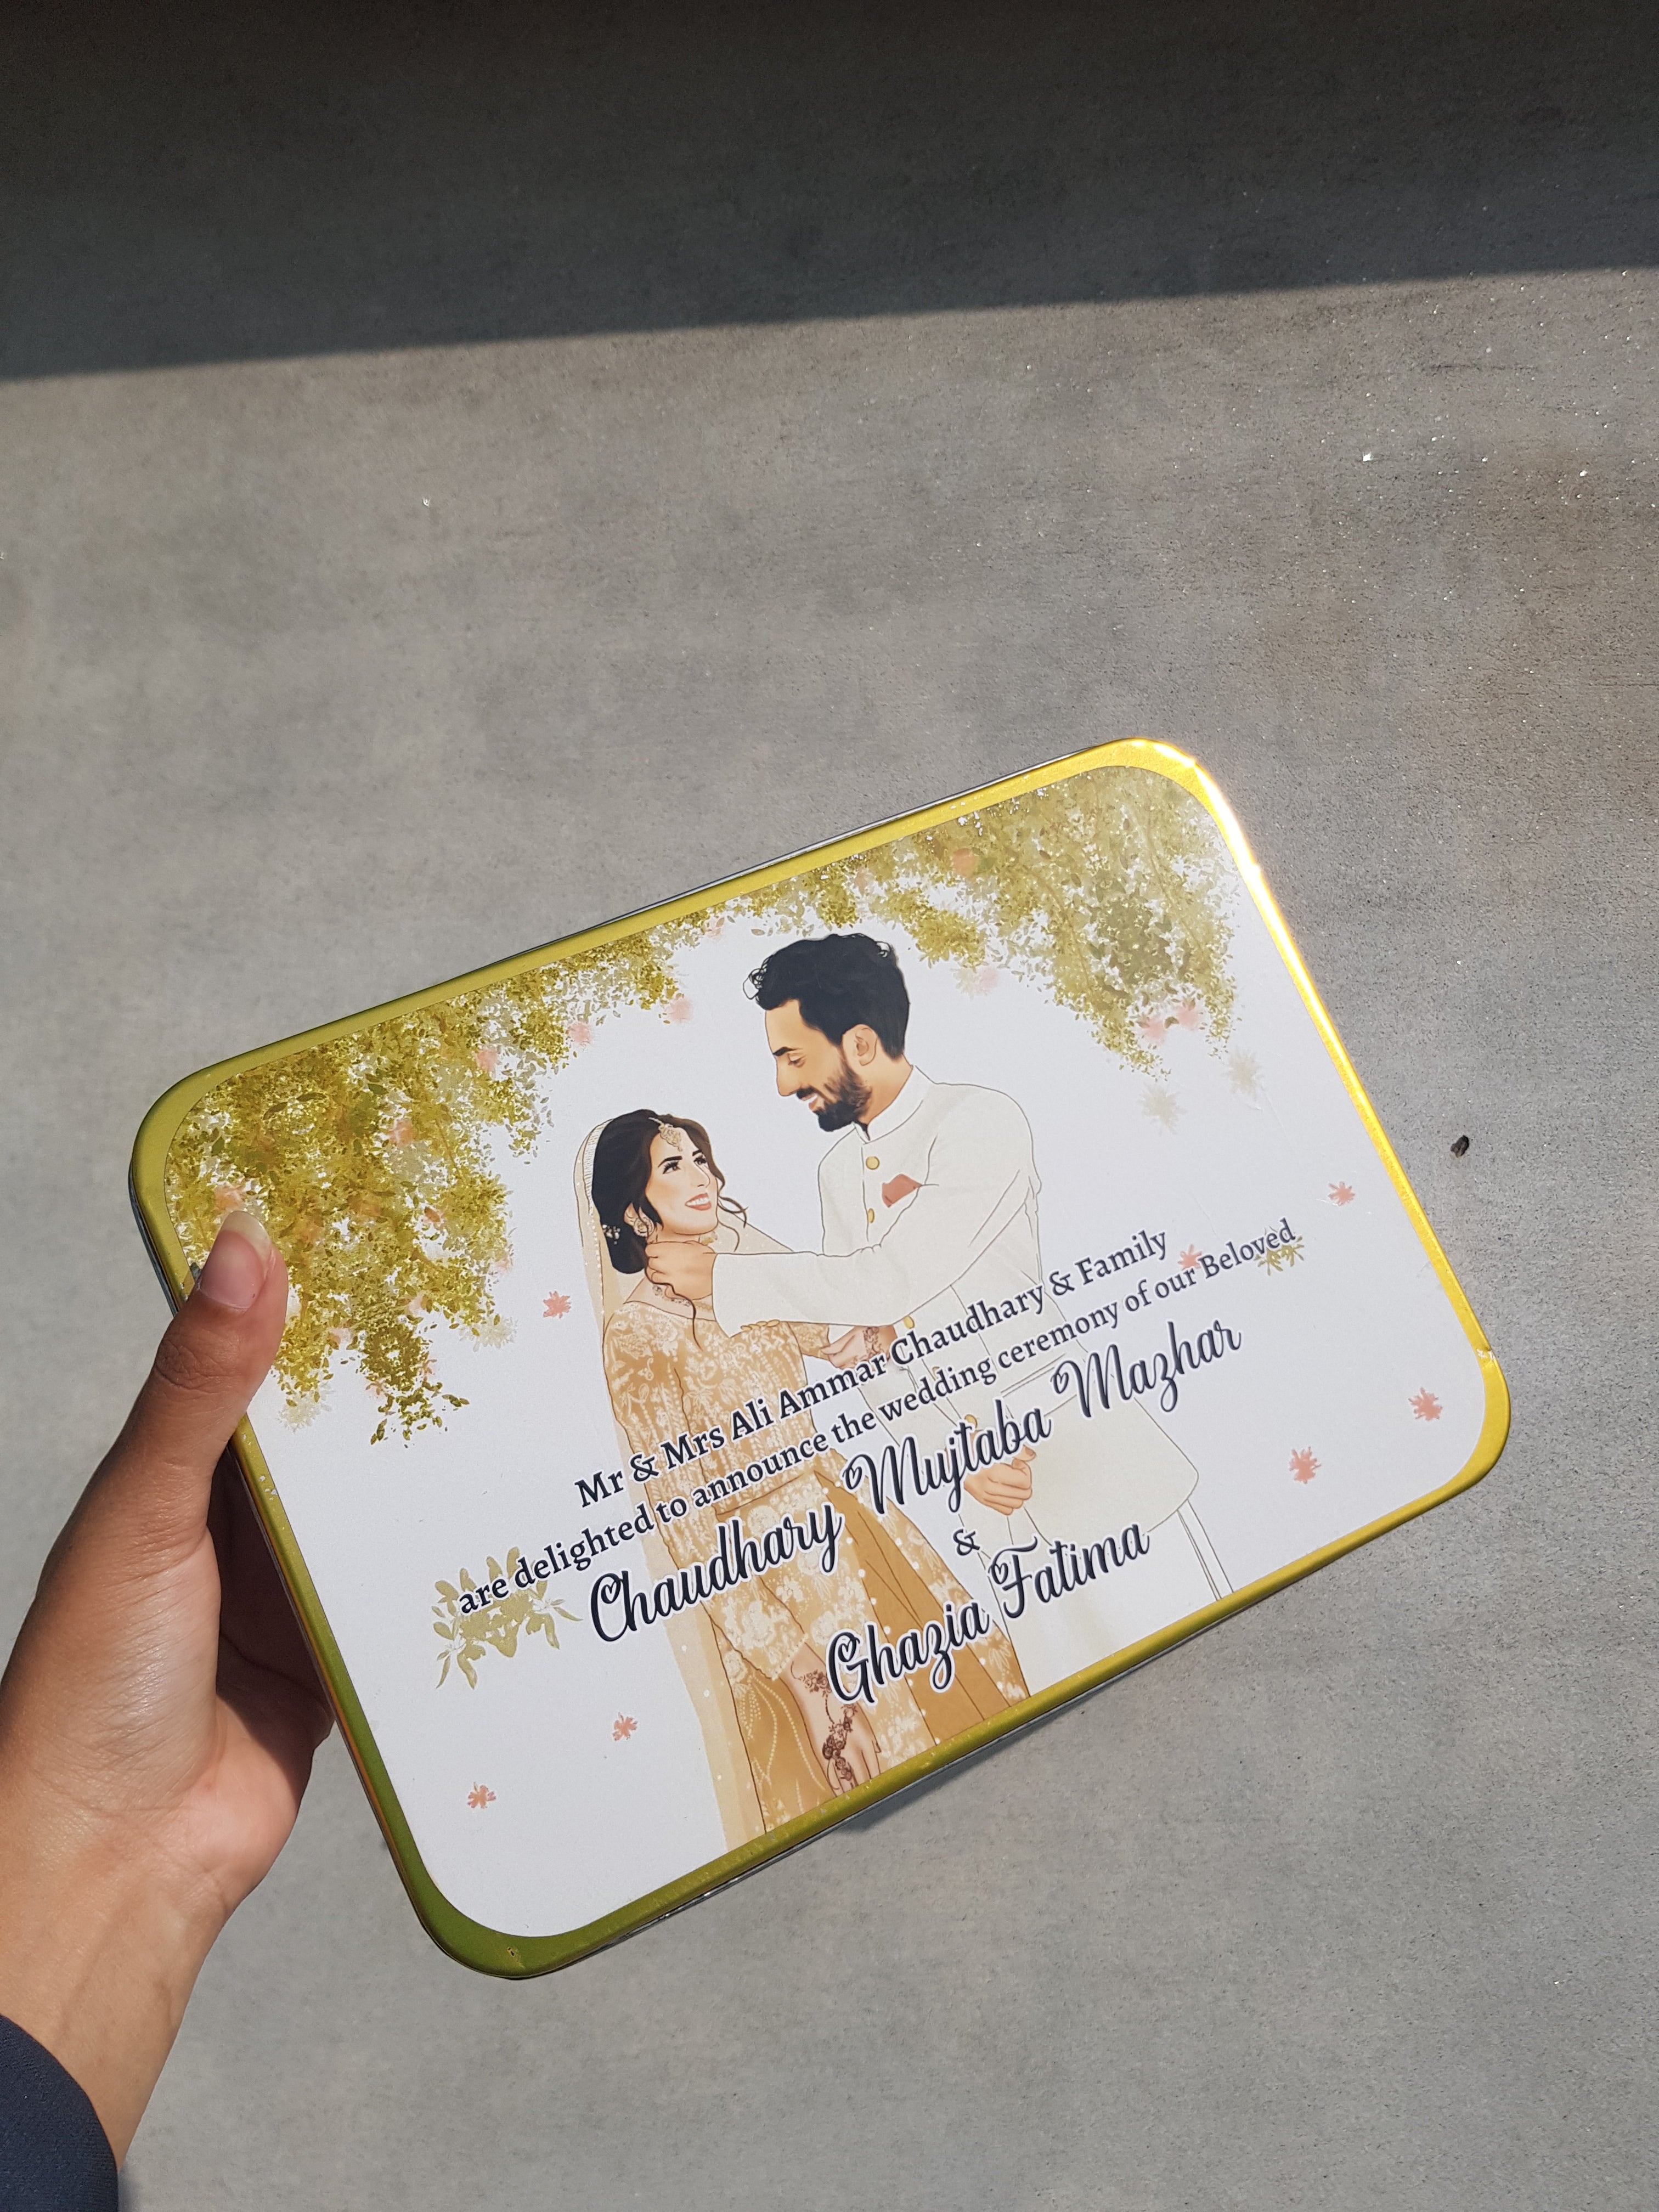 Mr & Mrs Ali Ammar Chaudhary & Family
are delighted to announce the wedding ceremony of our Beloved
Chaudhary Mujtaba Mazhar
&
Ghazia Fatima